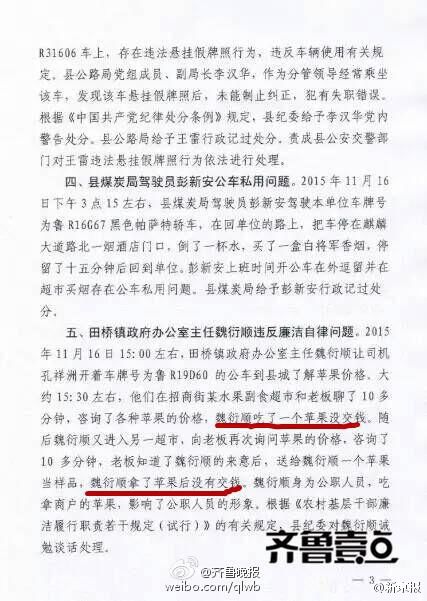 R31606 车上，存在违法悬挂假牌照行为，违反车辆使用有关规
定。县公路局党组成员、副局长李汉华，作为分管领导经常乘坐
该车，发现该车悬挂假牌照后，未能制止纠正，犯有失职错误。
根据《中国共产党纪律处分条例》规定，县纪委给予李汉华党内
警告处分。县公路局给予王雷行政记过处分。责成县公安交警部
门对王雷违法悬挂假牌照行为依法进行处理。
四、县煤炭局驾驶员彭新安公车私用问题。2015 年 11 月 16
日下午 3 点 15 左右，县煤炭局驾驶员彭新安驾驶本单位车牌号
为鲁 R16G67 黑色帕萨特轿车，在回单位的路上，把车停在麒麟
大道路北一烟酒店门口，倒了一杯水，买了一盒白将军香烟，停
留了十五分钟后回到单位。彭新安上班时间开公车在外逗留并在
超市买烟存在公车私用问题。县煤炭局给予彭新安行政记过处
分。
五、田桥镇政府办公室主任魏衍顺违反廉洁自律问题。2015
年 11 月 16 日 15:00 左右，田桥镇政府办公室主任魏衍顺让司机
孔祥洲开着车牌号为鲁 R19D60 的公车到县城了解苹果价格。大
约 15:30 左右，他们在招商街某水果副食超市和老板聊了 10 多
分钟，咨询了各种苹果的价格，魏衍顺吃了一个苹果没交钱。随
后魏衍顺又进入另一超市，向老板再次询问苹果的价格，咨询了
10 多分钟，老板知道了魏衍顺的来意后，送给魏衍顺一个苹果
当样品，魏衍顺拿了苹果后没有交钱。魏衍顺身为公职人员，吃
拿商户的苹果，影响了公职人员的形象。根据《农村基层干部廉
洁履行职责若干规定（试行）》的有关规定，县纪委对魏衍顺诫
勉谈话处理。
齐鲁壹点
@齐鲁晚报
weibo.com/qlwb
— 3 —
@新京报